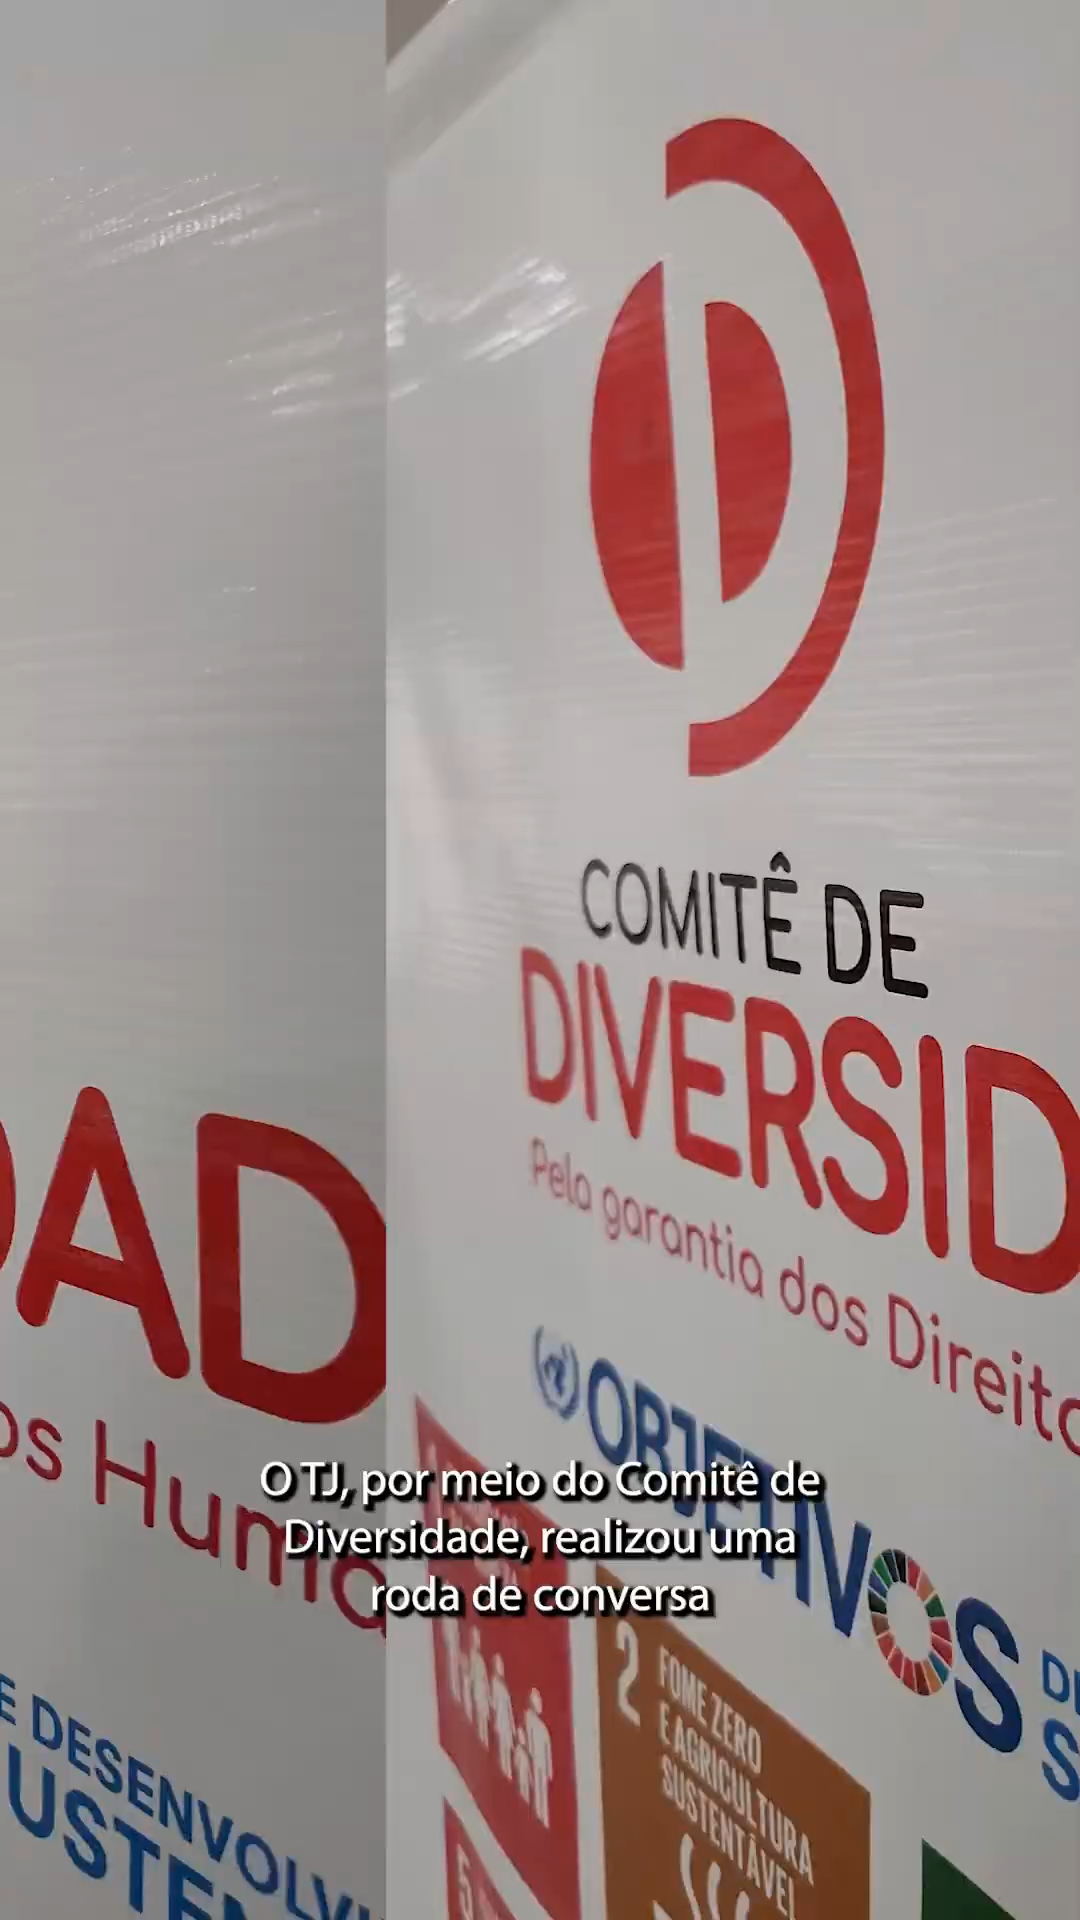 COMITÊ DE
DIVERSID
Pela garantia dos Direito
OBJETIVOS
DAD
os Huma
O TJ, por meio do Comitê de
Diversidade, realizou uma
roda de conversa
2 FOME ZERO
E AGRICULTURA
SUSTENTÁVEL
E DESENVOLVI
USTEN
5